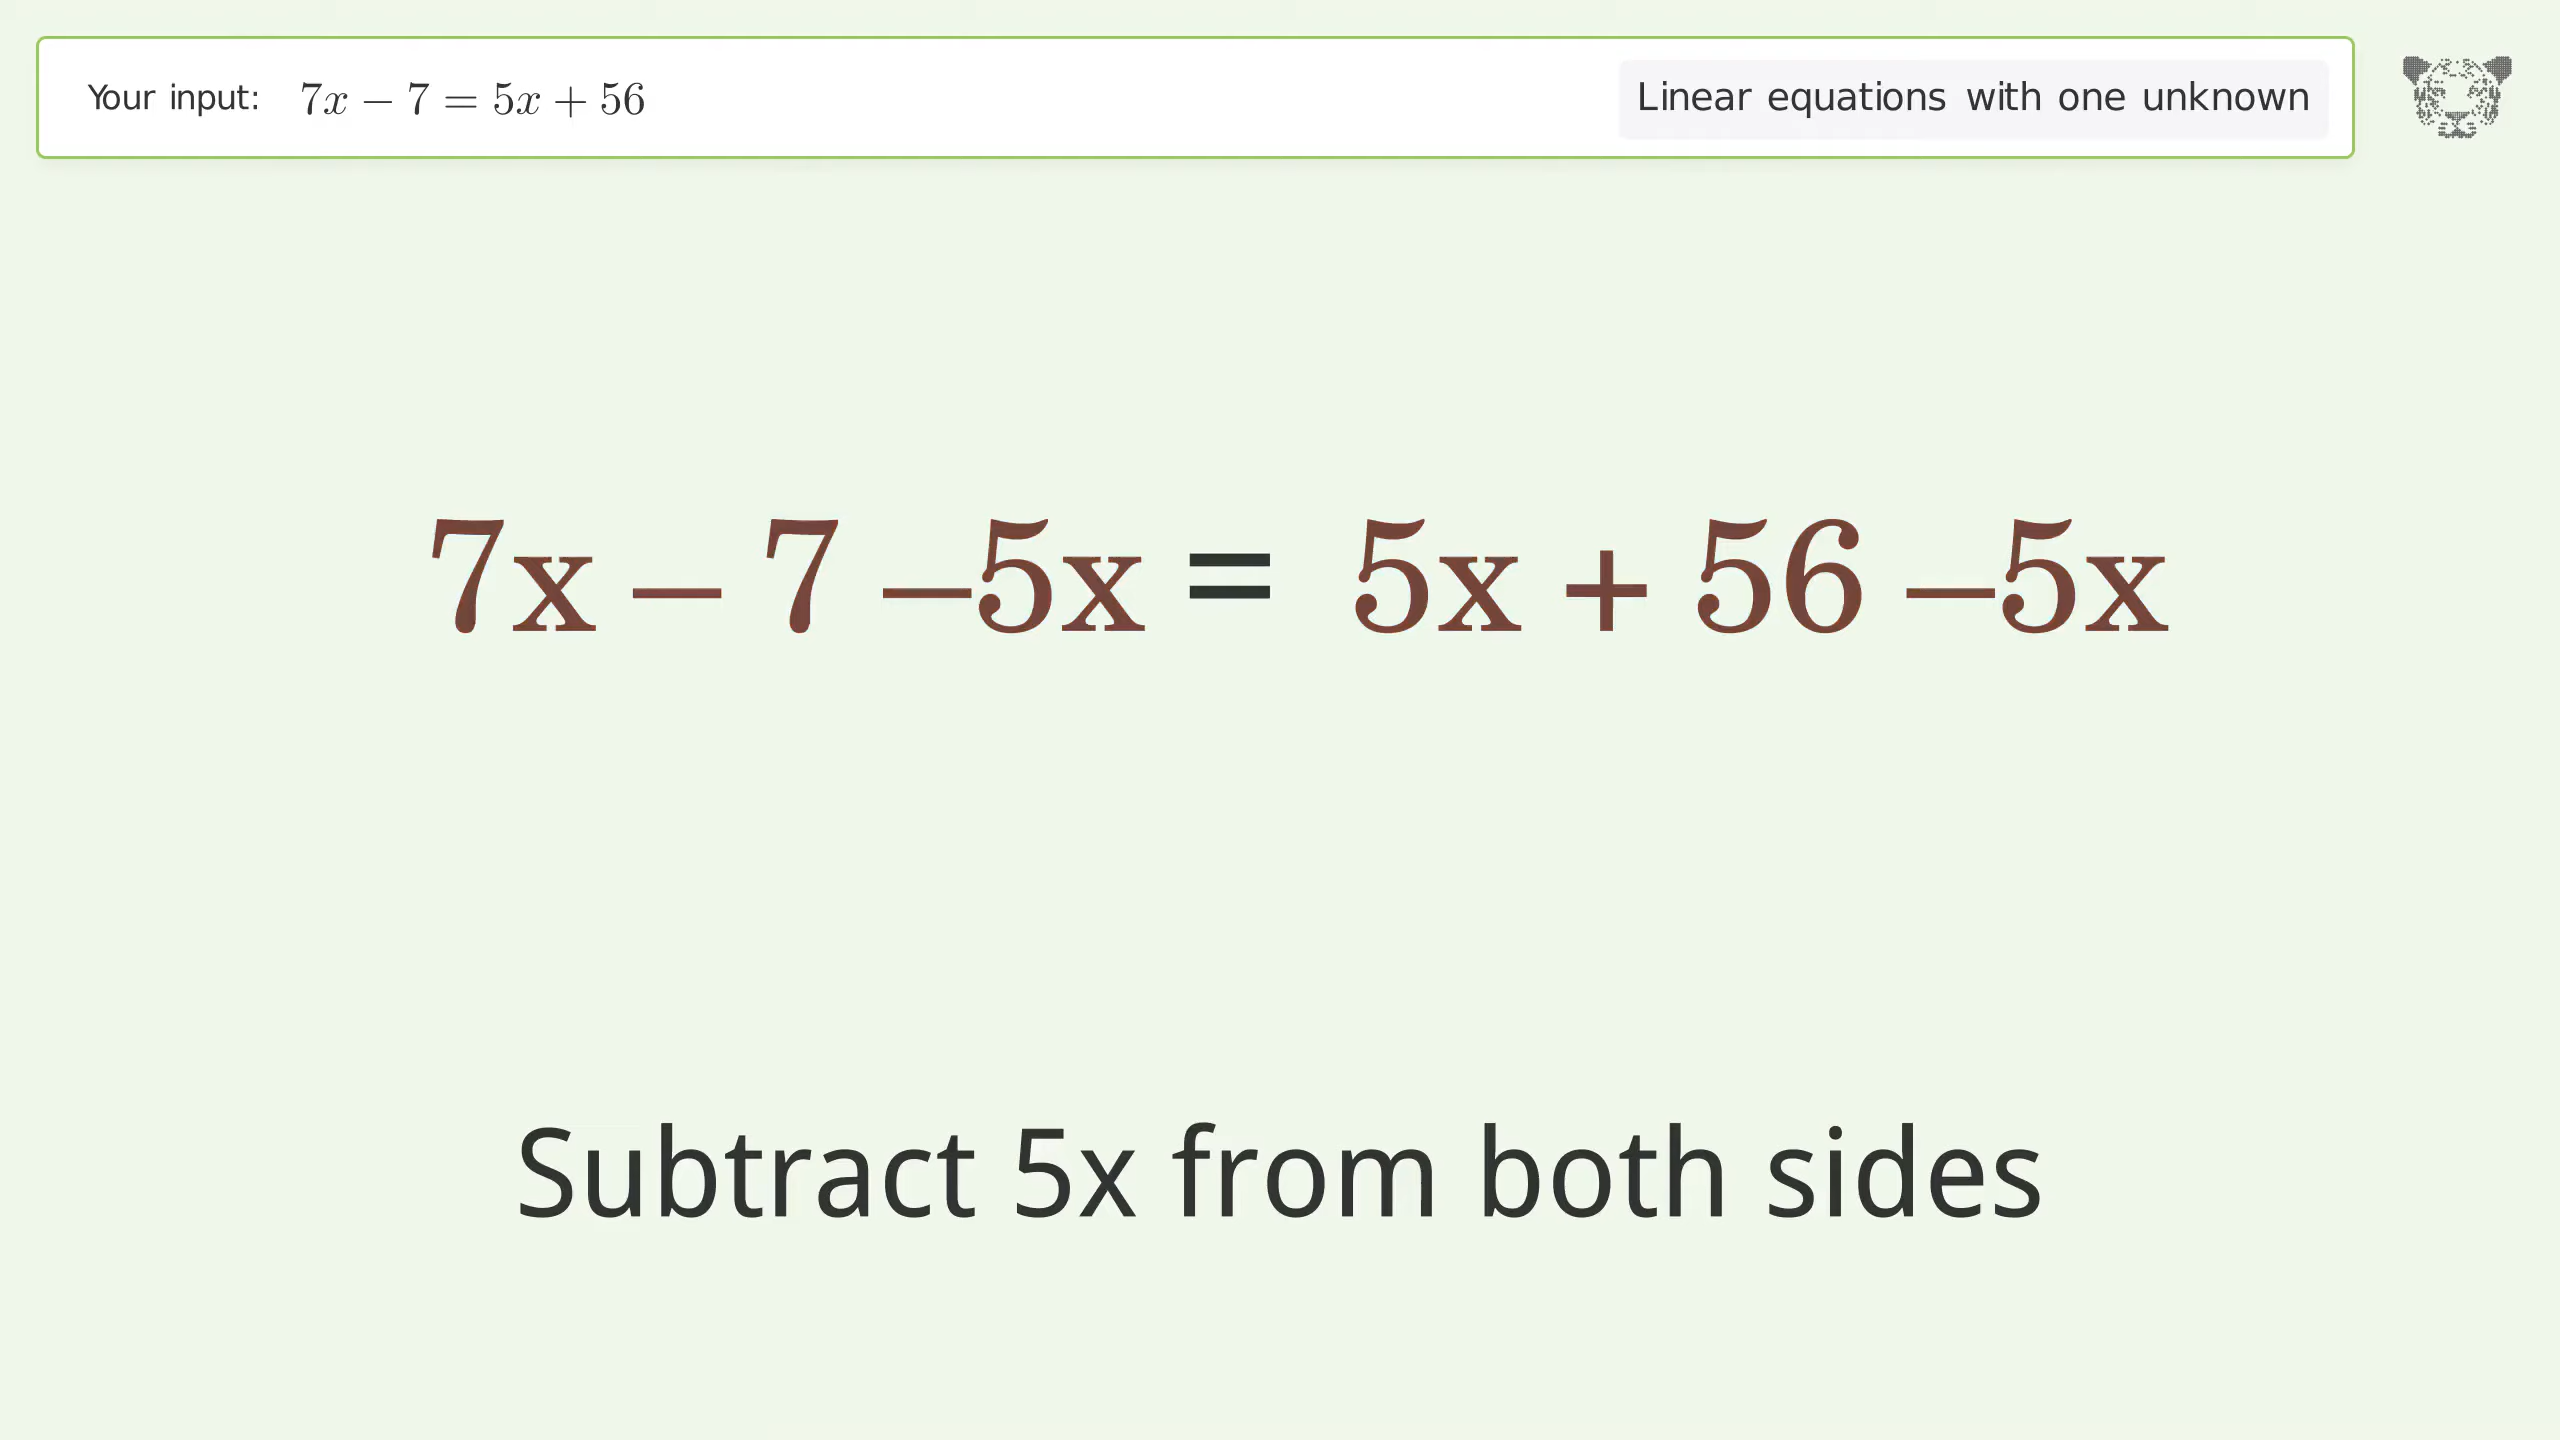 Your input: 7x − 7 = 5x + 56 Linear equations with one unknown
7x – 7 –5x = 5x + 56 –5x
Subtract 5x from both sides